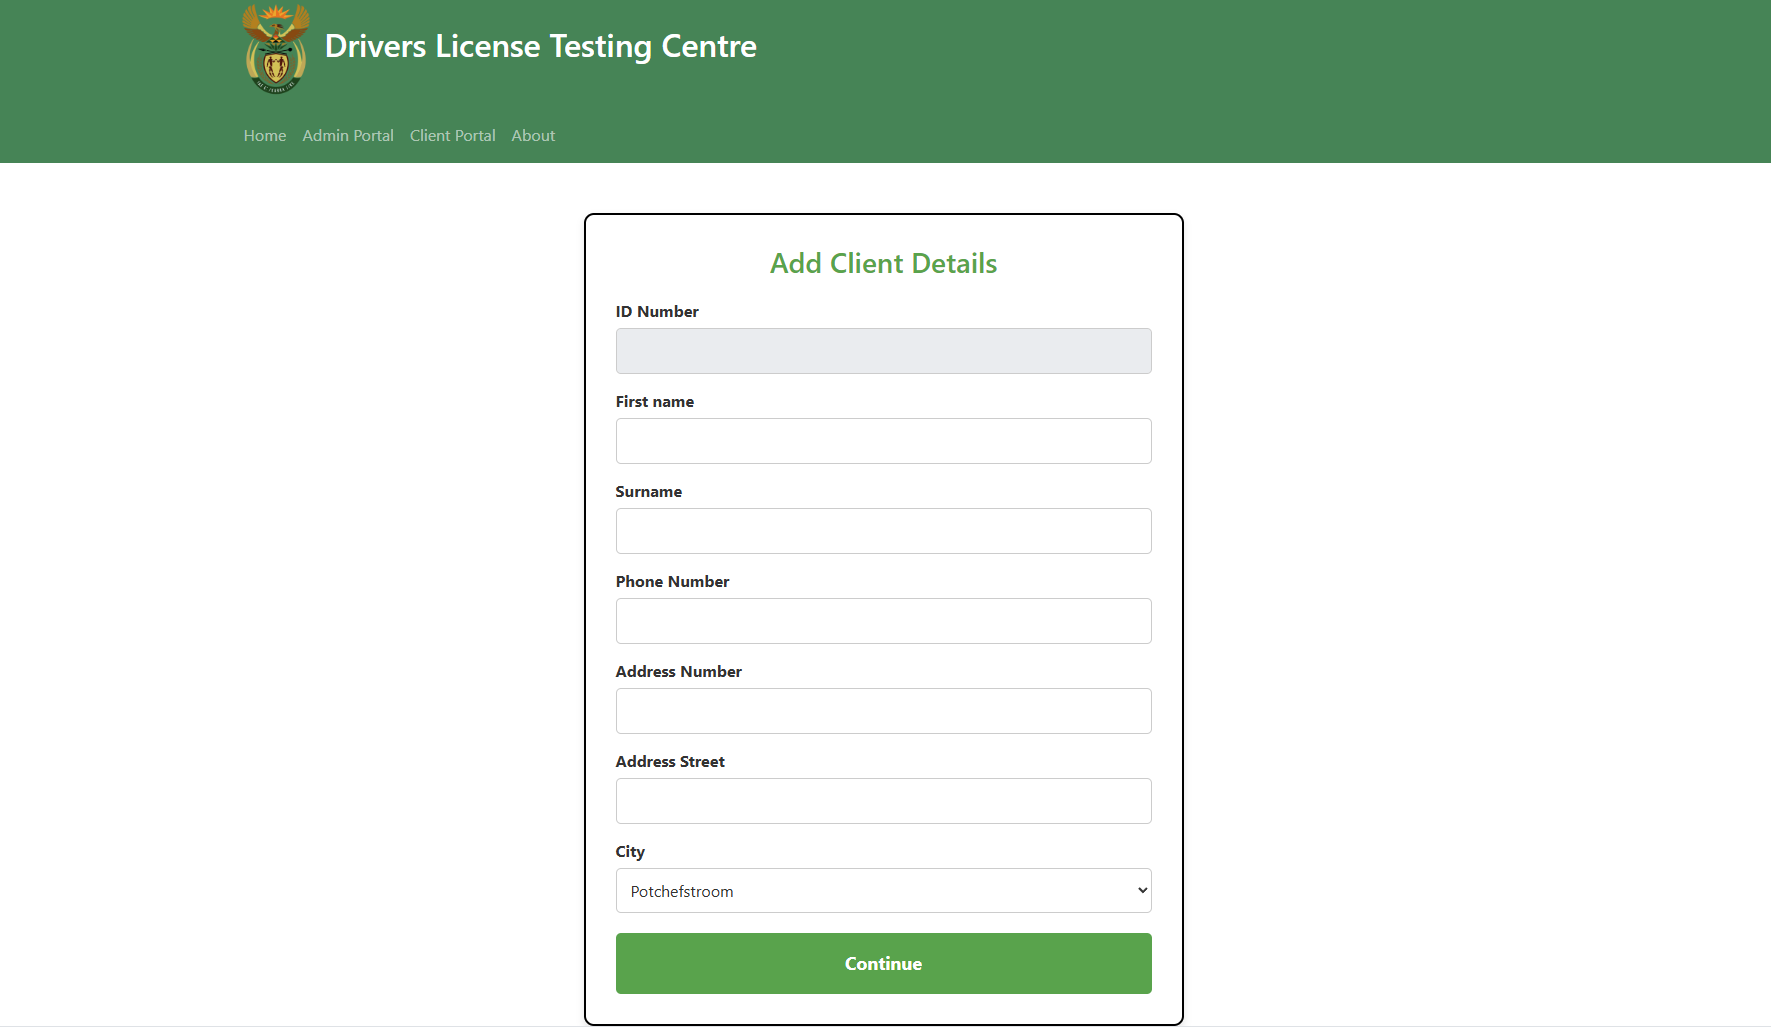 Drivers License Testing Centre
Home Admin Portal Client Portal About
Add Client Details
ID Number
First name
Surname
Phone Number
Address Number
Address Street
City
Potchefstroom
Continue